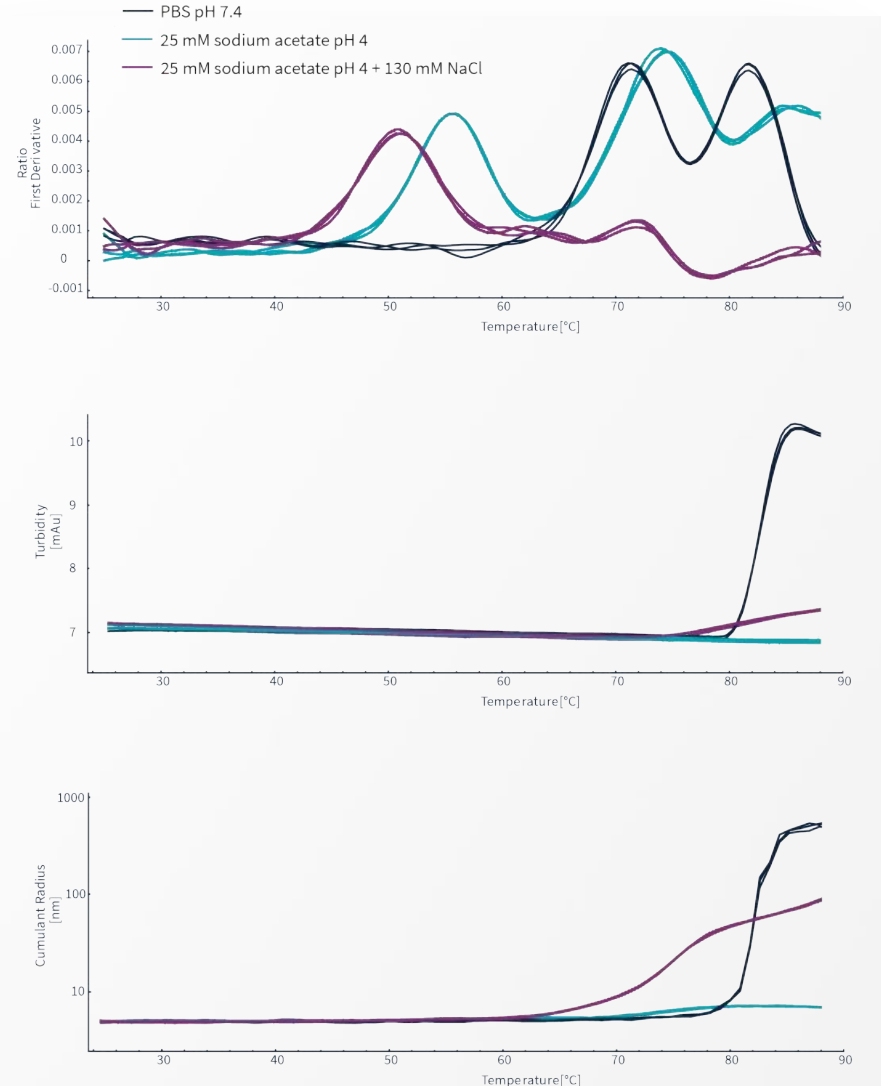 PBS pH 7.4
25 mM sodium acetate pH 4
25 mM sodium acetate pH 4 + 130 mM NaCl
Ratio
First Derivative
0.007
0.006
0.005
0.004
0.003
0.002
0.001
0
-0.001
30 40 50 60 70 80 90
Temperature[°C]
Turbidity
[mAu]
10
9
8
7
30 40 50 60 70 80 90
Temperature[°C]
Cumulant Radius
[nm]
1000
100
10
30 40 50 60 70 80 90
Temperature[°C]